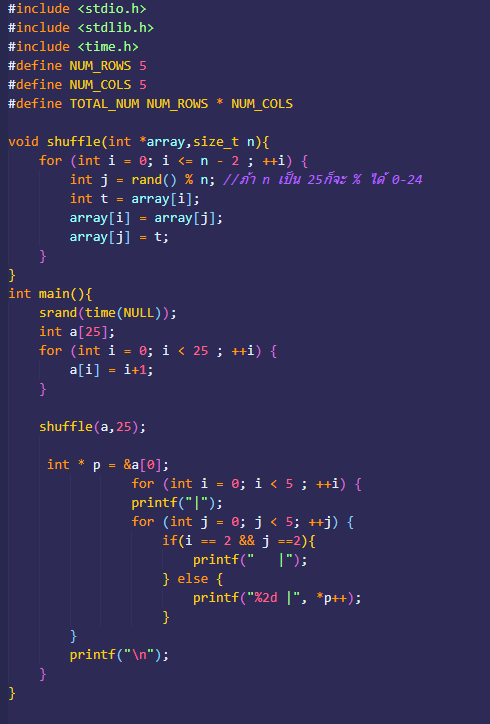 #include <stdio.h>
#include <stdlib.h>
#include <time.h>
#define NUM_ROWS 5
#define NUM_COLS 5
#define TOTAL_NUM NUM_ROWS * NUM_COLS

void shuffle(int *array,size_t n){
    for (int i = 0; i <= n - 2 ; ++i) {
        int j = rand() % n; //ถ้า n เป็น 25ก็จะ % ได้ 0-24
        int t = array[i];
        array[i] = array[j];
        array[j] = t;
    }
}
int main(){
    srand(time(NULL));
    int a[25];
    for (int i = 0; i < 25 ; ++i) {
        a[i] = i+1;
    }

    shuffle(a,25);

     int * p = &a[0];
                for (int i = 0; i < 5 ; ++i) {
                printf("|");
                for (int j = 0; j < 5; ++j) {
                    if(i == 2 && j ==2){
                        printf("   |");
                    } else {
                        printf("%2d |", *p++);
                    }
        }
        printf("\n");
    }
}